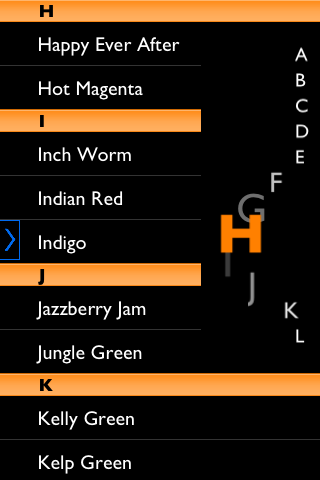 H
Happy Ever After
Hot Magenta
I
Inch Worm
Indian Red
Indigo
J
Jazzberry Jam
Jungle Green
K
Kelly Green
Kelp Green
A
B
C
D
E
F
G
H
I
J
K
L